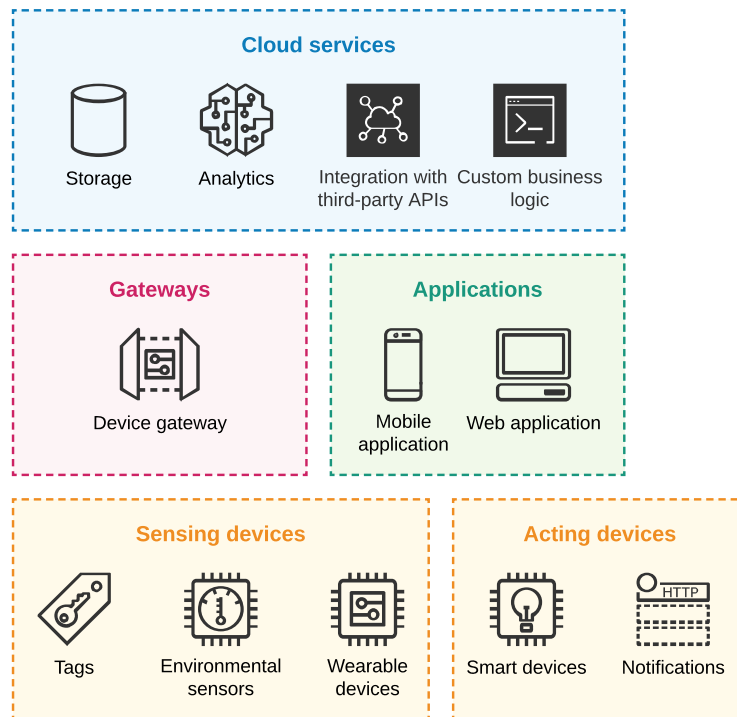 Cloud services
Storage
Analytics
Integration with
third-party APIs
Custom business
logic
Gateways
Device gateway
Applications
Mobile
application
Web application
Sensing devices
Tags
Environmental
sensors
Wearable
devices
Acting devices
Smart devices
HTTP
Notifications